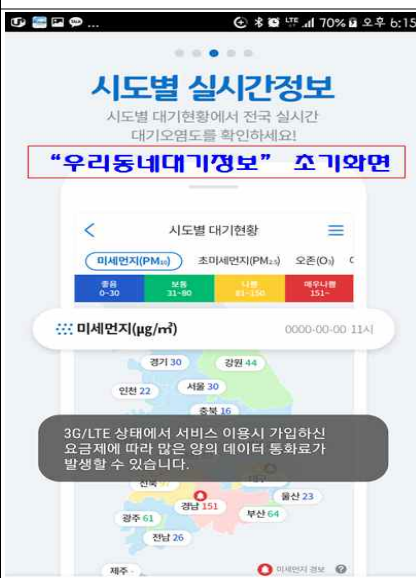 ... LTE 70% 오후 6:15
시도별 실시간정보
시도별 대기현황에서 전국 실시간
대기오염도를 확인하세요!
“우리동네대기정보” 초기화면
시도별 대기현황
미세먼지(PM₁₀) 초미세먼지(PM₂.₅) 오존(O₃)
좋음 보통 나쁨 매우나쁨
0~30 31~80 81~150 151~
미세먼지(μg/㎥) 0000-00-00 11시
경기 30 강원 44
인천 22 서울 30
충북 16
3G/LTE 상태에서 서비스 이용시 가입하신
요금제에 따라 많은 양의 데이터 통화료가
발생할 수 있습니다.
전북
울산 23
광주 61 경남 151 부산 64
전남 26
제주 -
미세먼지 경보 ?